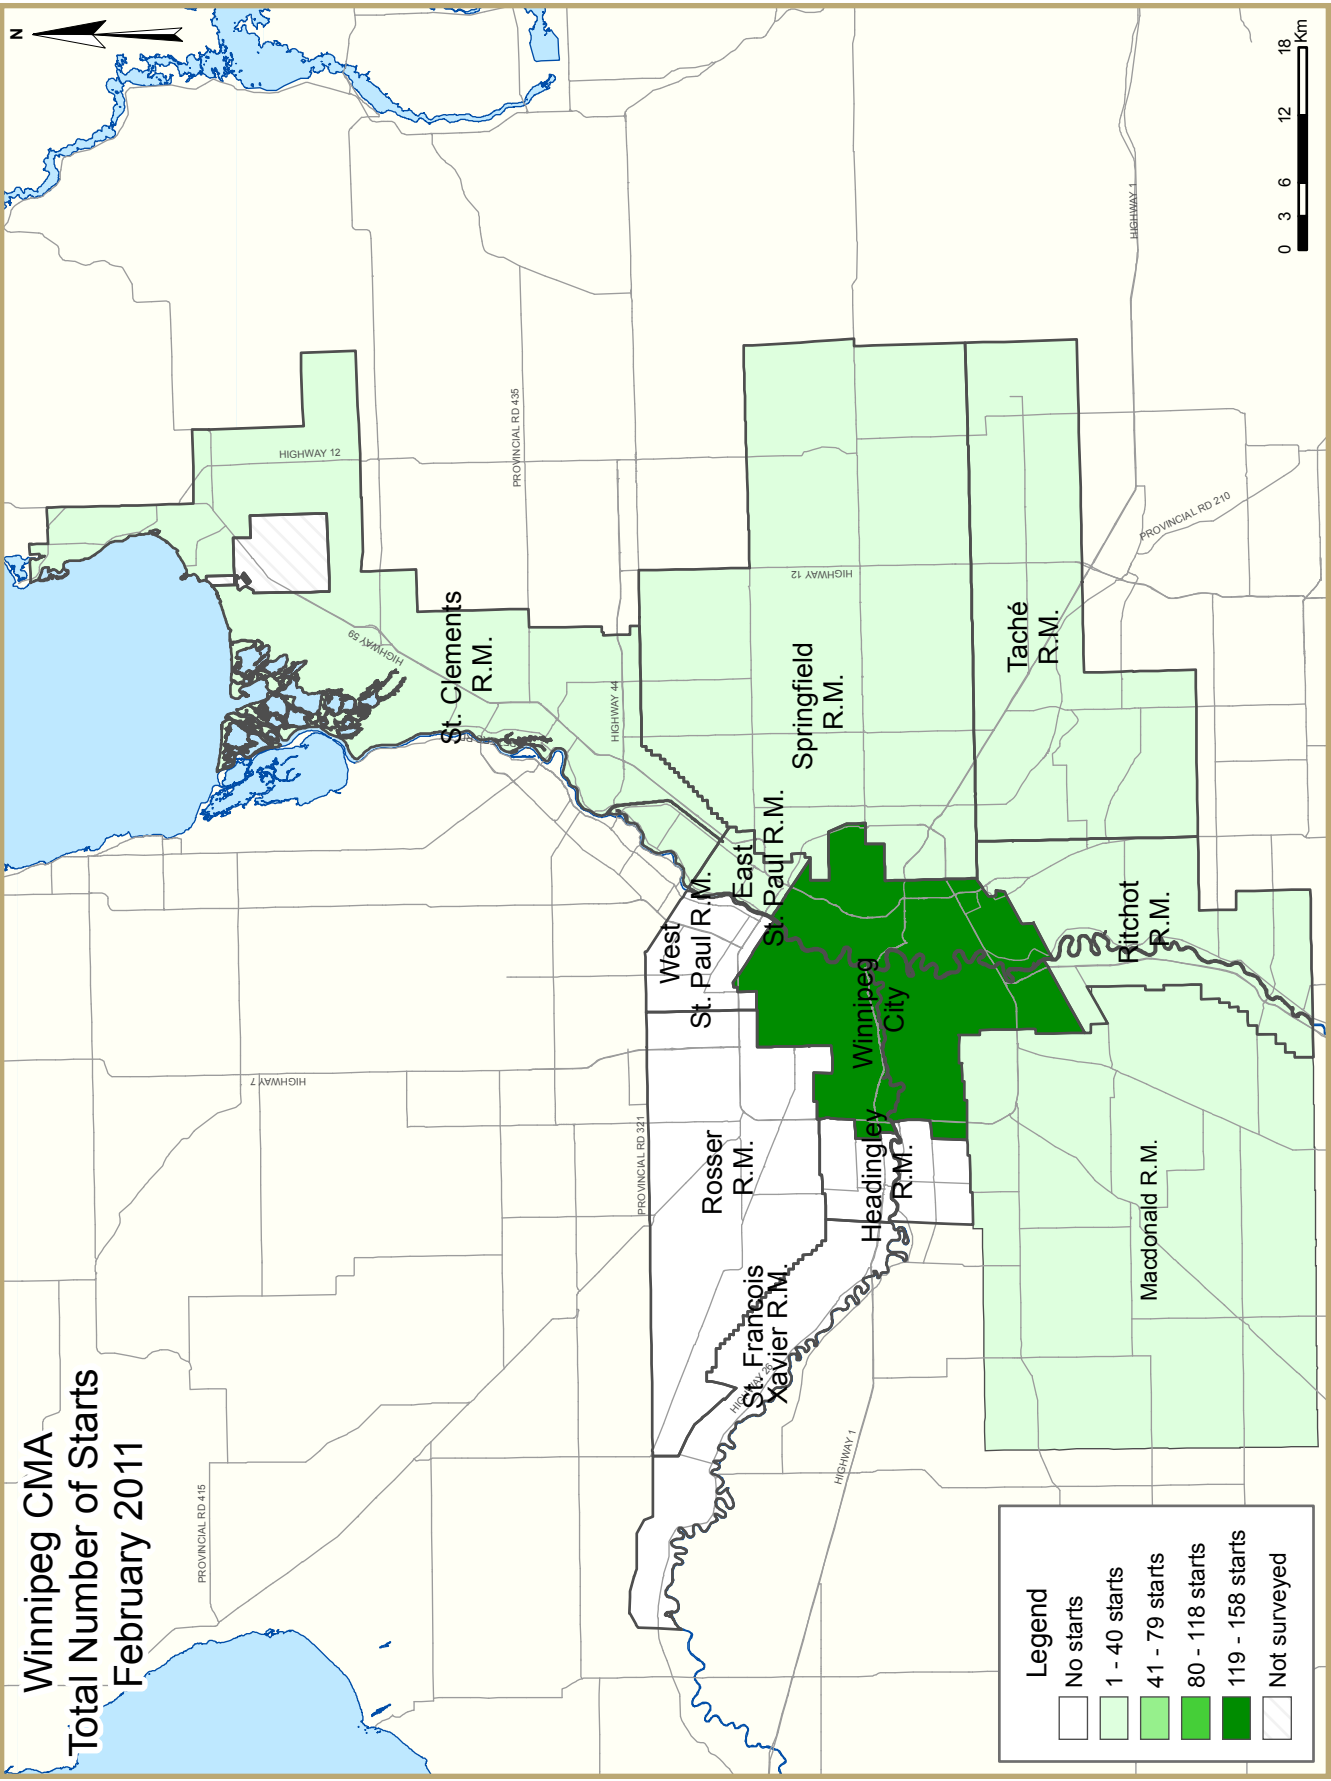 Winnipeg CMA
Total Number of Starts
February 2011
N
PROVINCIAL RD 415
HIGHWAY 7
PROVINCIAL RD 321
HIGHWAY 12
PROVINCIAL RD 435
HIGHWAY 59
HIGHWAY 44
St. Clements
R.M.
West
St. Paul R.M.
East
St. Paul R.M.
Springfield
R.M.
HIGHWAY 12
Rosser
R.M.
St. Francois
Xavier R.M.
HIGHWAY 26
Headingley
R.M.
Winnipeg
City
Taché
R.M.
Ritchot
R.M.
Macdonald R.M.
HIGHWAY 1
HIGHWAY 1
PROVINCIAL RD 210
Legend
No starts
1 - 40 starts
41 - 79 starts
80 - 118 starts
119 - 158 starts
Not surveyed
0 3 6 12 18
Km